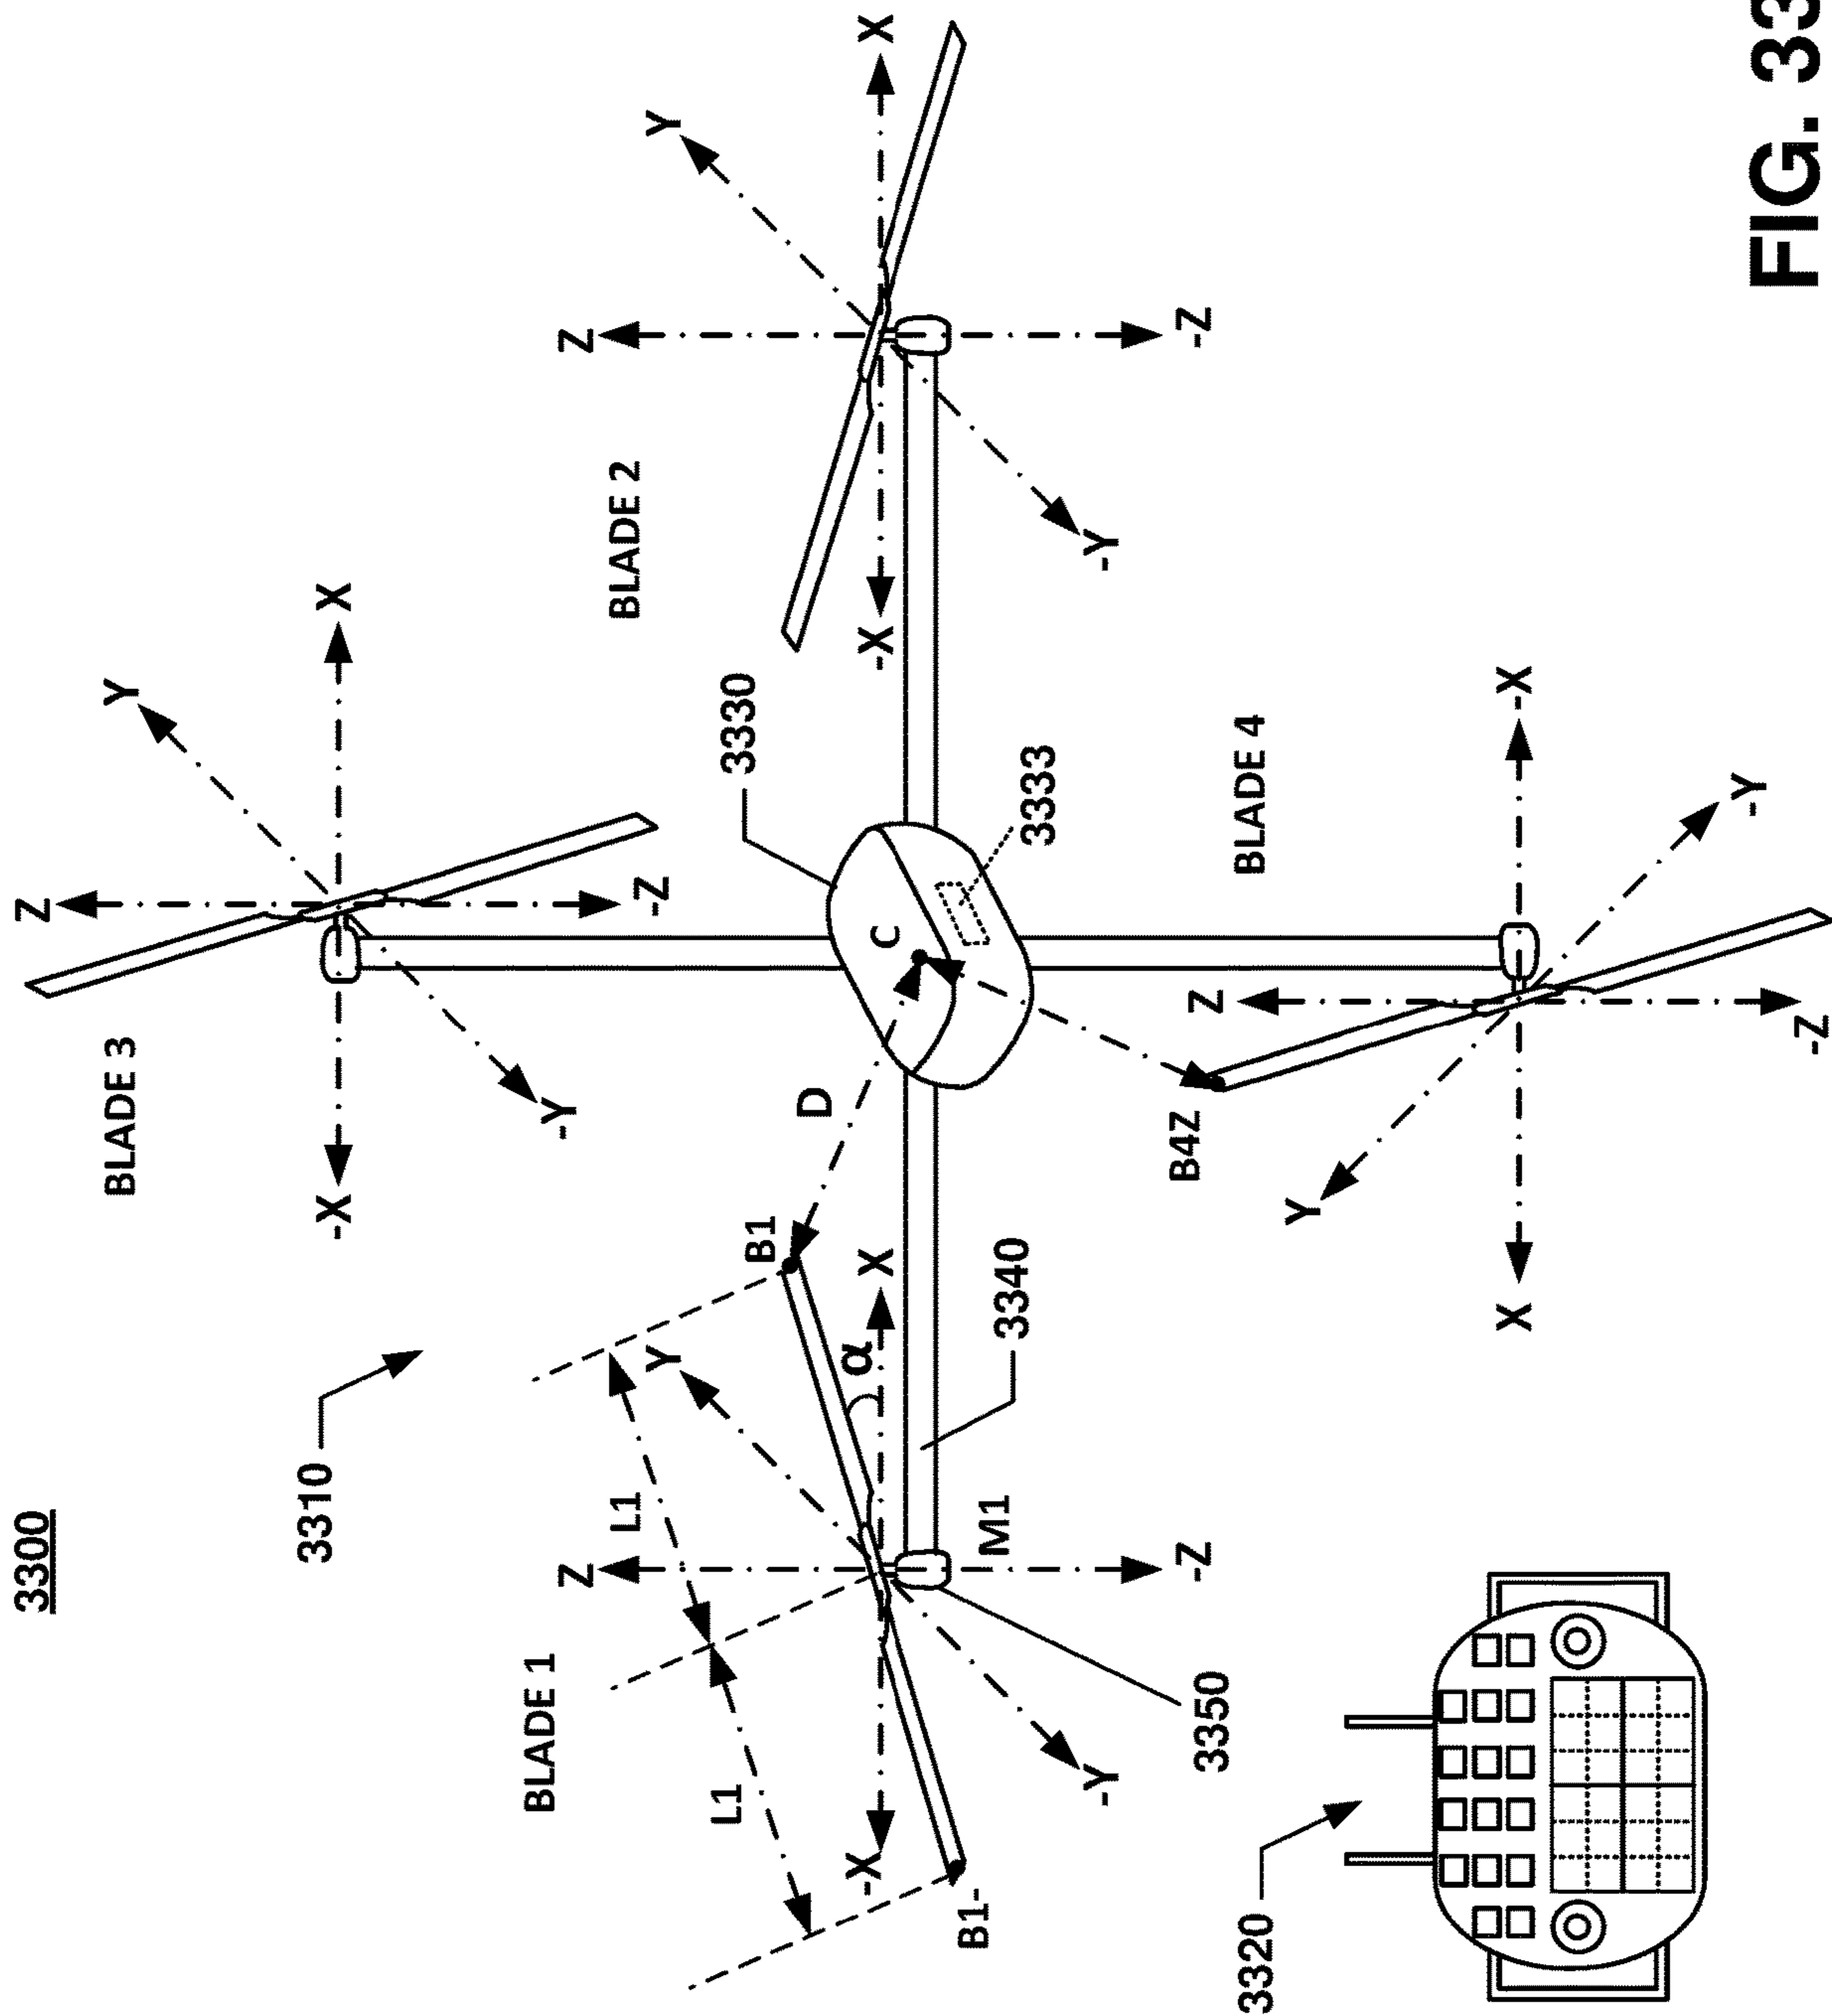 3300
3310
BLADE 3
Z
-Z
X
-X
Y
-Y
BLADE 1
L1
L1
Z
-Z
X
-X
Y
-Y
α
B1
B1-
D
M1
3340
3350
BLADE 2
Z
-Z
X
-X
Y
-Y
3330
C
3333
BLADE 4
B4Z
Z
-Z
-X
X
Y
-Y
3320
FIG. 33